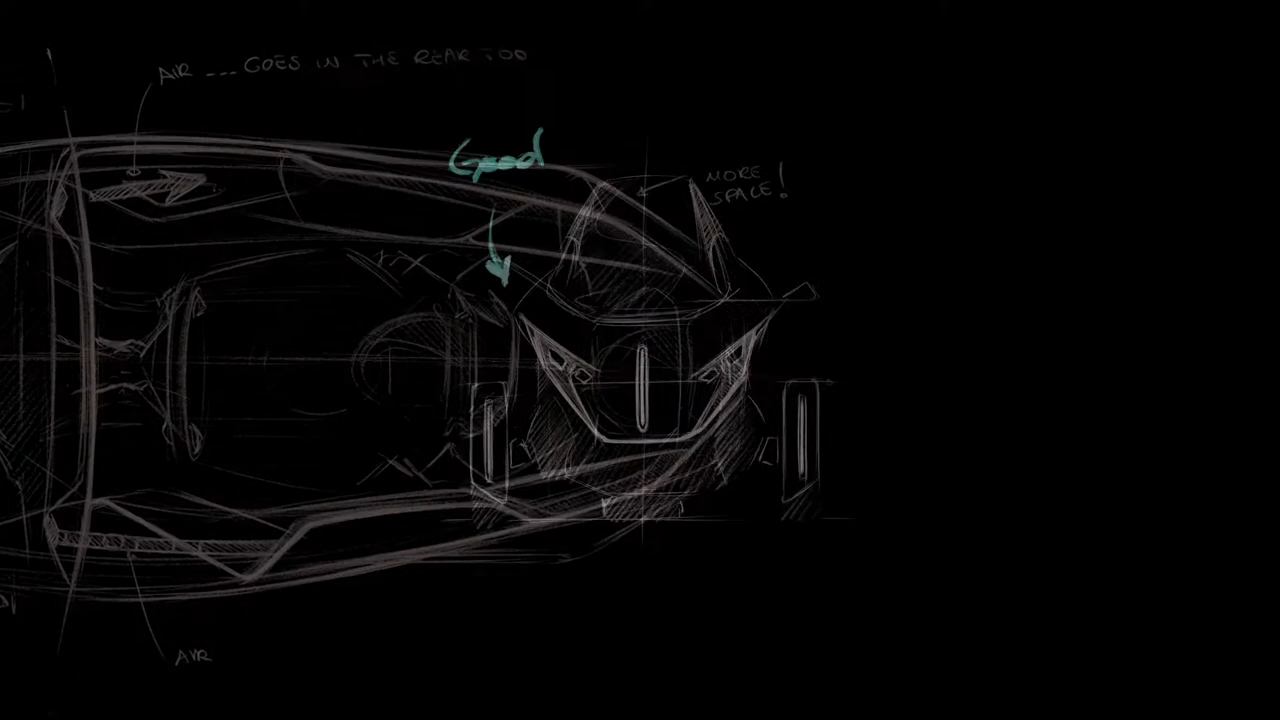 AIR --- GOES IN THE REAR TOO
Good
MORE
SPACE!
AIR